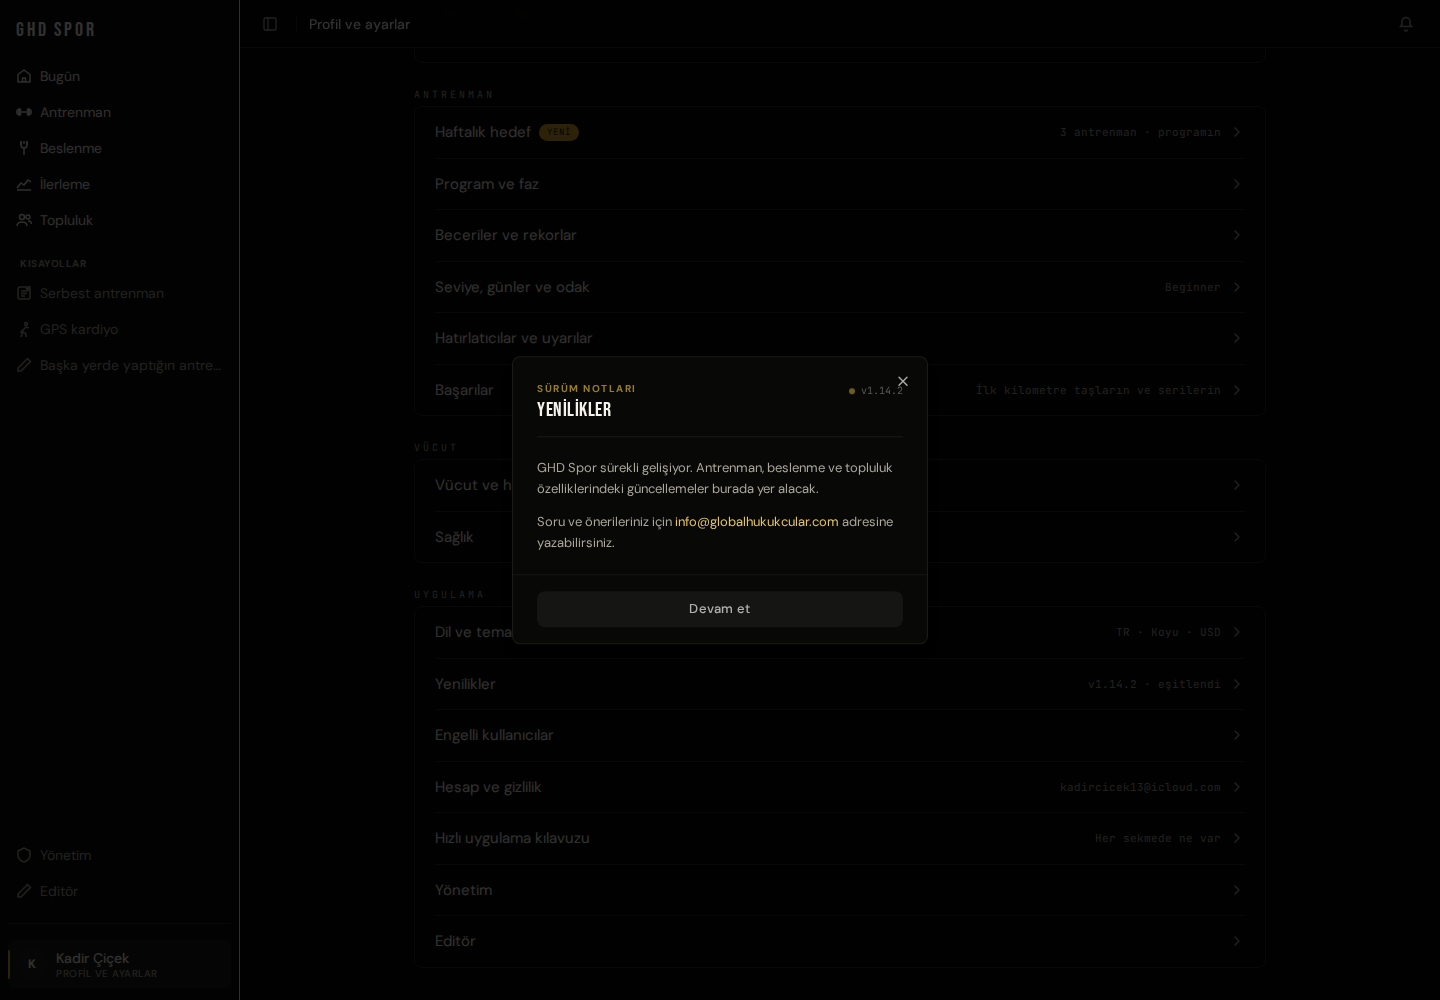 GHD SPOR
Bugün
Antrenman
Beslenme
İlerleme
Topluluk
KISAYOLLAR
Serbest antrenman
GPS kardiyo
Başka yerde yaptığın antre...
Yönetim
Editör
K
Kadir Çiçek
PROFİL VE AYARLAR
Profil ve ayarlar
ANTRENMAN
Haftalık hedef YENİ 3 antrenman · programın
Program ve faz
Beceriler ve rekorlar
Seviye, günler ve odak Beginner
Hatırlatıcılar ve uyarılar
Başarılar İlk kilometre taşların ve serilerin
VÜCUT
Vücut ve h
Sağlık
UYGULAMA
Dil ve tema TR · Koyu · USD
Yenilikler v1.14.2 · eşitlendi
Engelli kullanıcılar
Hesap ve gizlilik kadircicek13@icloud.com
Hızlı uygulama kılavuzu Her sekmede ne var
Yönetim
Editör
SÜRÜM NOTLARI
v1.14.2
YENİLİKLER
GHD Spor sürekli gelişiyor. Antrenman, beslenme ve topluluk
özelliklerindeki güncellemeler burada yer alacak.
Soru ve önerileriniz için info@globalhukukcular.com adresine
yazabilirsiniz.
Devam et